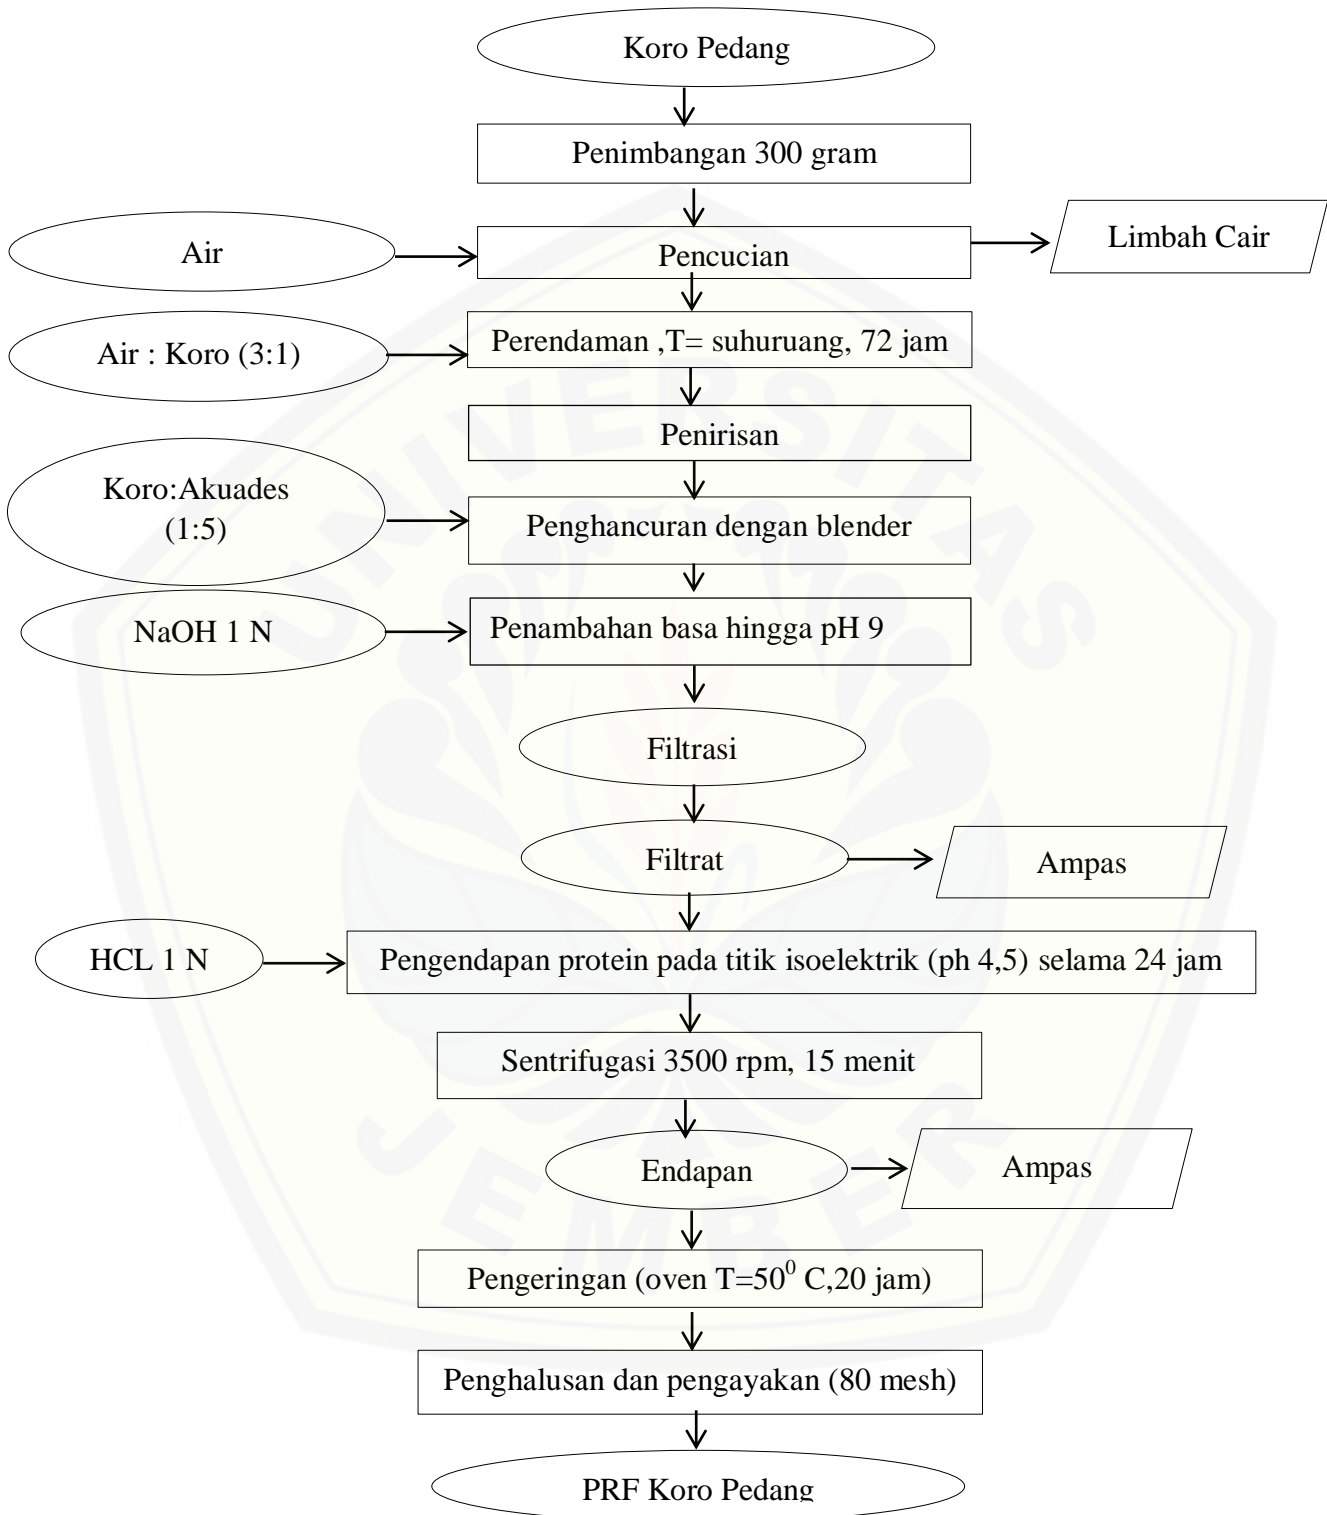 Koro Pedang
Penimbangan 300 gram
Air
Pencucian
Limbah Cair
Air : Koro (3:1)
Perendaman ,T= suhuruang, 72 jam
Penirisan
Koro:Akuades
(1:5)
Penghancuran dengan blender
NaOH 1 N
Penambahan basa hingga pH 9
Filtrasi
Filtrat
Ampas
HCL 1 N
Pengendapan protein pada titik isoelektrik (ph 4,5) selama 24 jam
Sentrifugasi 3500 rpm, 15 menit
Endapan
Ampas
Pengeringan (oven T=50⁰ C,20 jam)
Penghalusan dan pengayakan (80 mesh)
PRF Koro Pedang
UNIVERSITAS
JEMBER